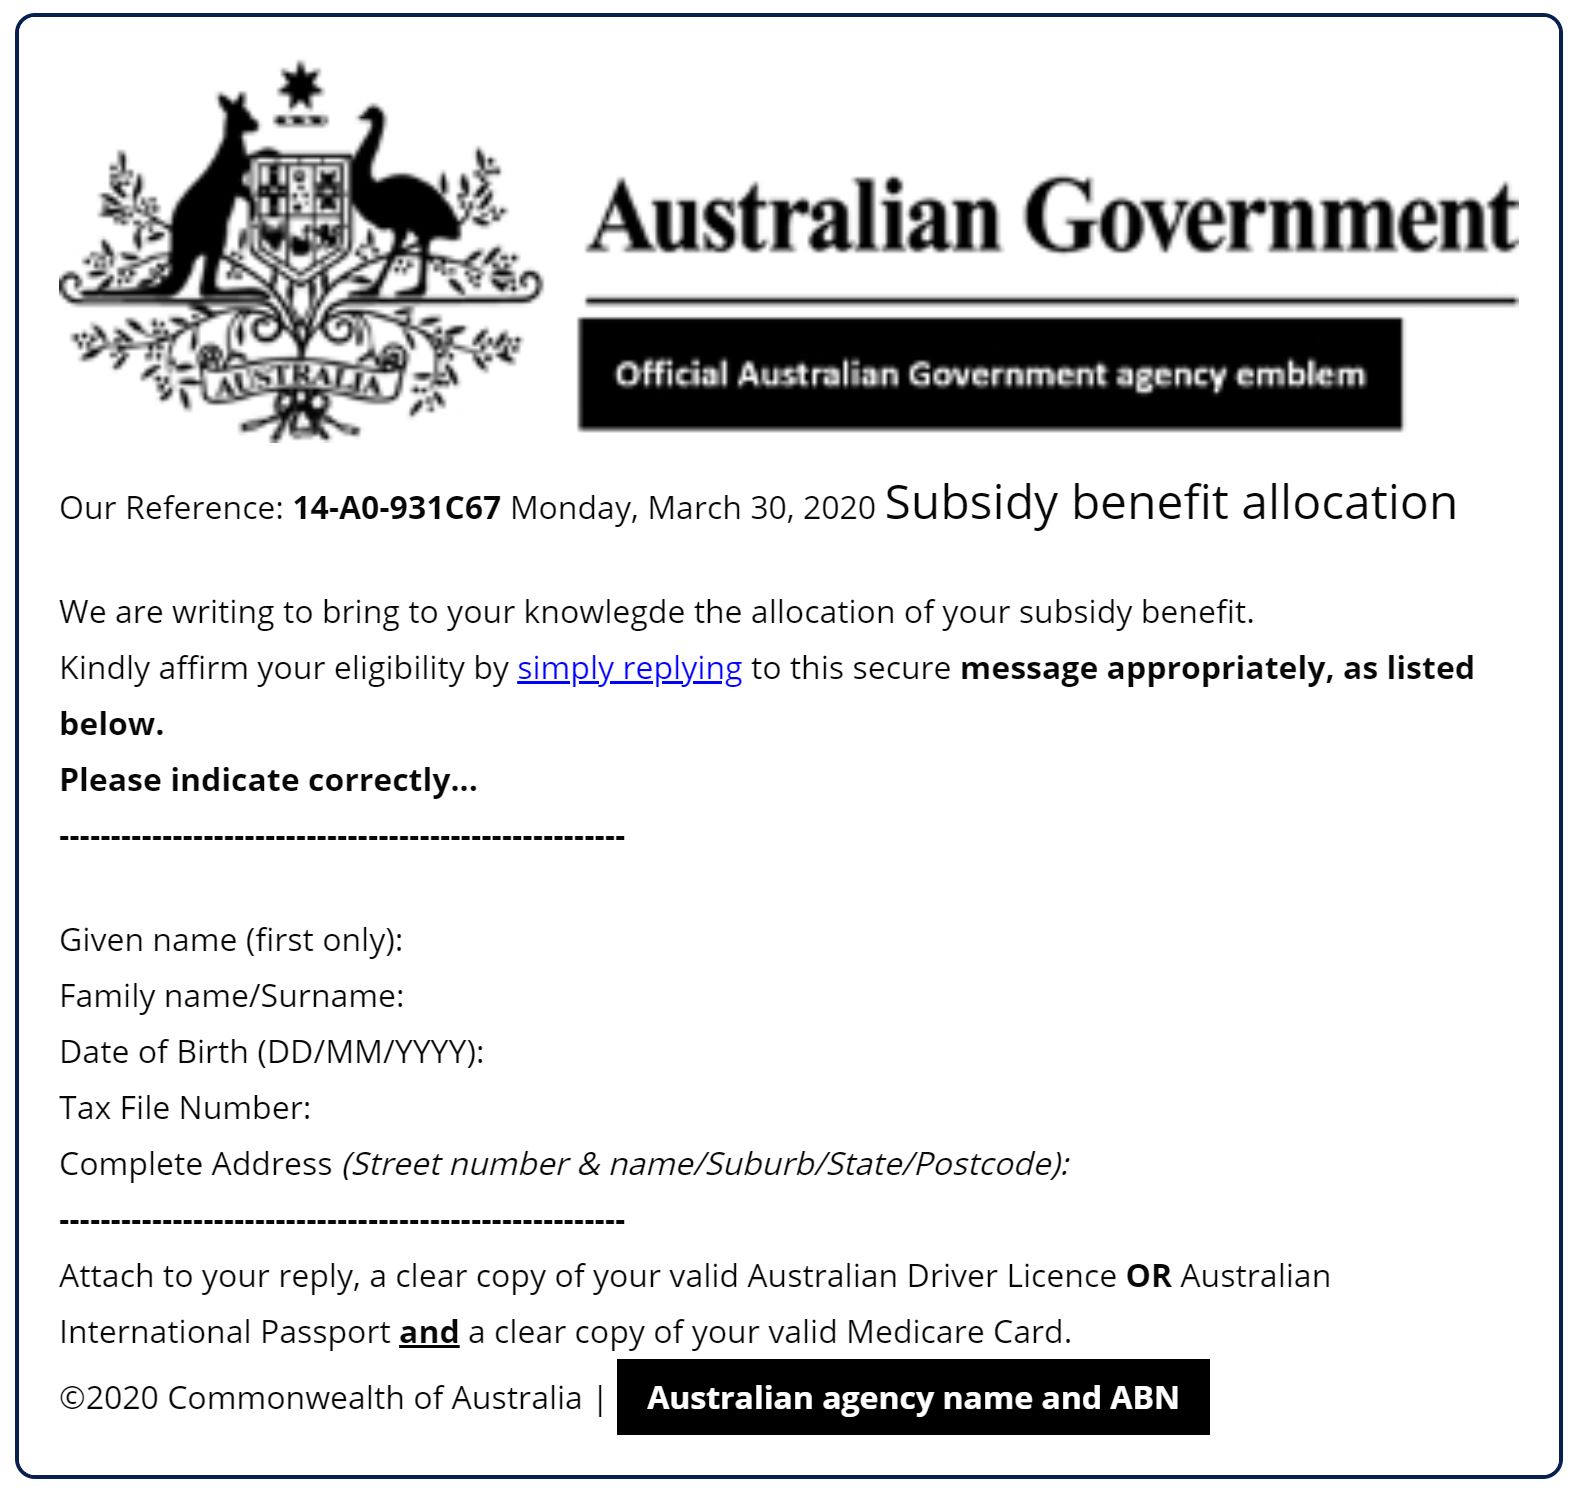 AUSTRALIA
Australian Government
Official Australian Government agency emblem
Our Reference: 14-A0-931C67 Monday, March 30, 2020 Subsidy benefit allocation
We are writing to bring to your knowlegde the allocation of your subsidy benefit.
Kindly affirm your eligibility by simply replying to this secure message appropriately, as listed
below.
Please indicate correctly...
-------------------------------------------------------
Given name (first only):
Family name/Surname:
Date of Birth (DD/MM/YYYY):
Tax File Number:
Complete Address (Street number & name/Suburb/State/Postcode):
-------------------------------------------------------
Attach to your reply, a clear copy of your valid Australian Driver Licence OR Australian
International Passport and a clear copy of your valid Medicare Card.
©2020 Commonwealth of Australia | Australian agency name and ABN